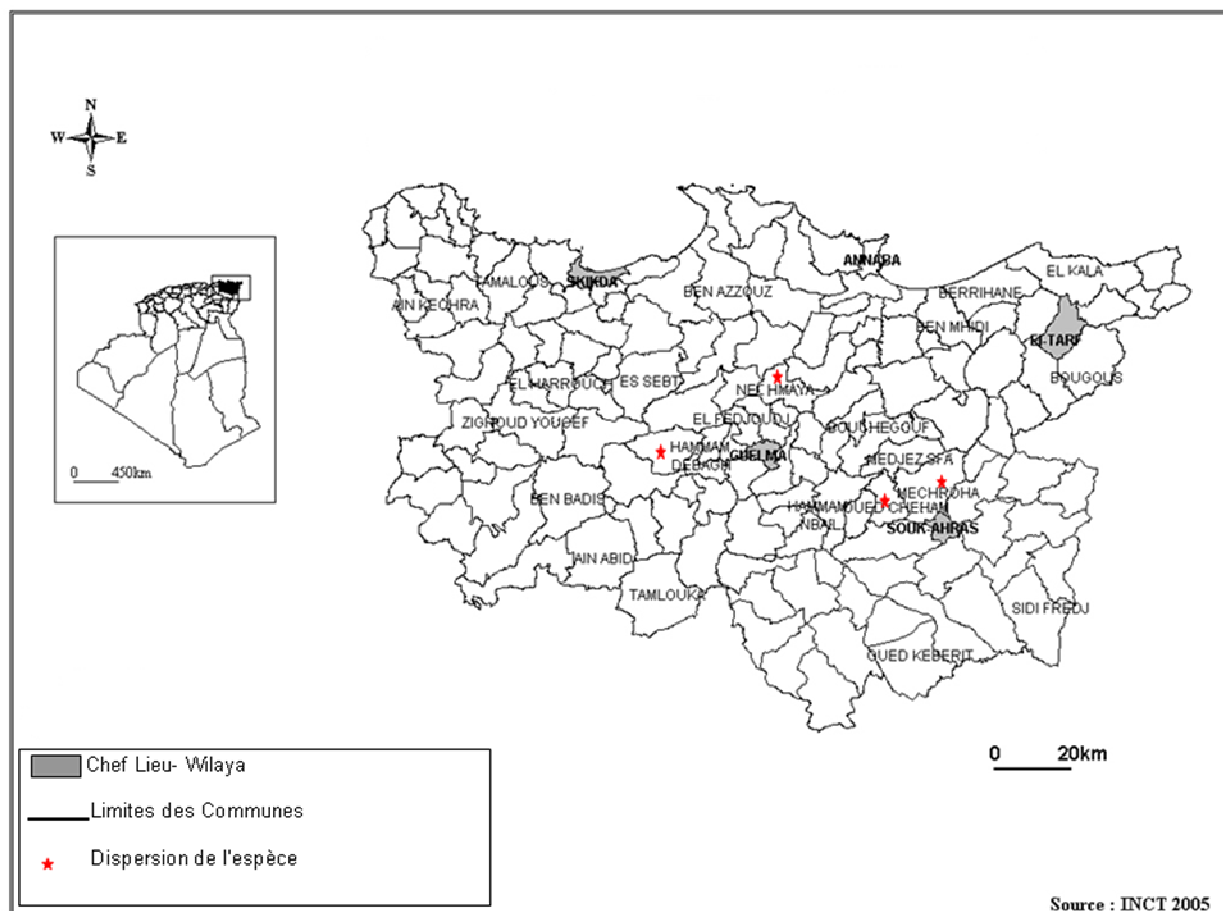 N
W E
S
0 450km
ANNABA
EL KALA
TAMALOUS
SKIKDA
BEN AZZOUZ
BERRIHANE
AIN KECHRA
BEN MHIDI
El-TARF
BOUGOUS
EL HARROUCH
ES SEBT
NECHMAYA
ZIGHOUD YOUCEF
EL FEDJOUDJ
BOUCHEGOUF
HAMMAM
DEBAGH
GUELMA
MEDJEZ SFA
BEN BADIS
MECHROHA
HAMMAM
NBAIL
OUED CHEHAM
SOUK-AHRAS
AIN ABID
TAMLOUKA
SIDI FREDJ
OUED KEBERIT
0 20km
Chef Lieu- Wilaya
Limites des Communes
Dispersion de l'espèce
Source : INCT 2005